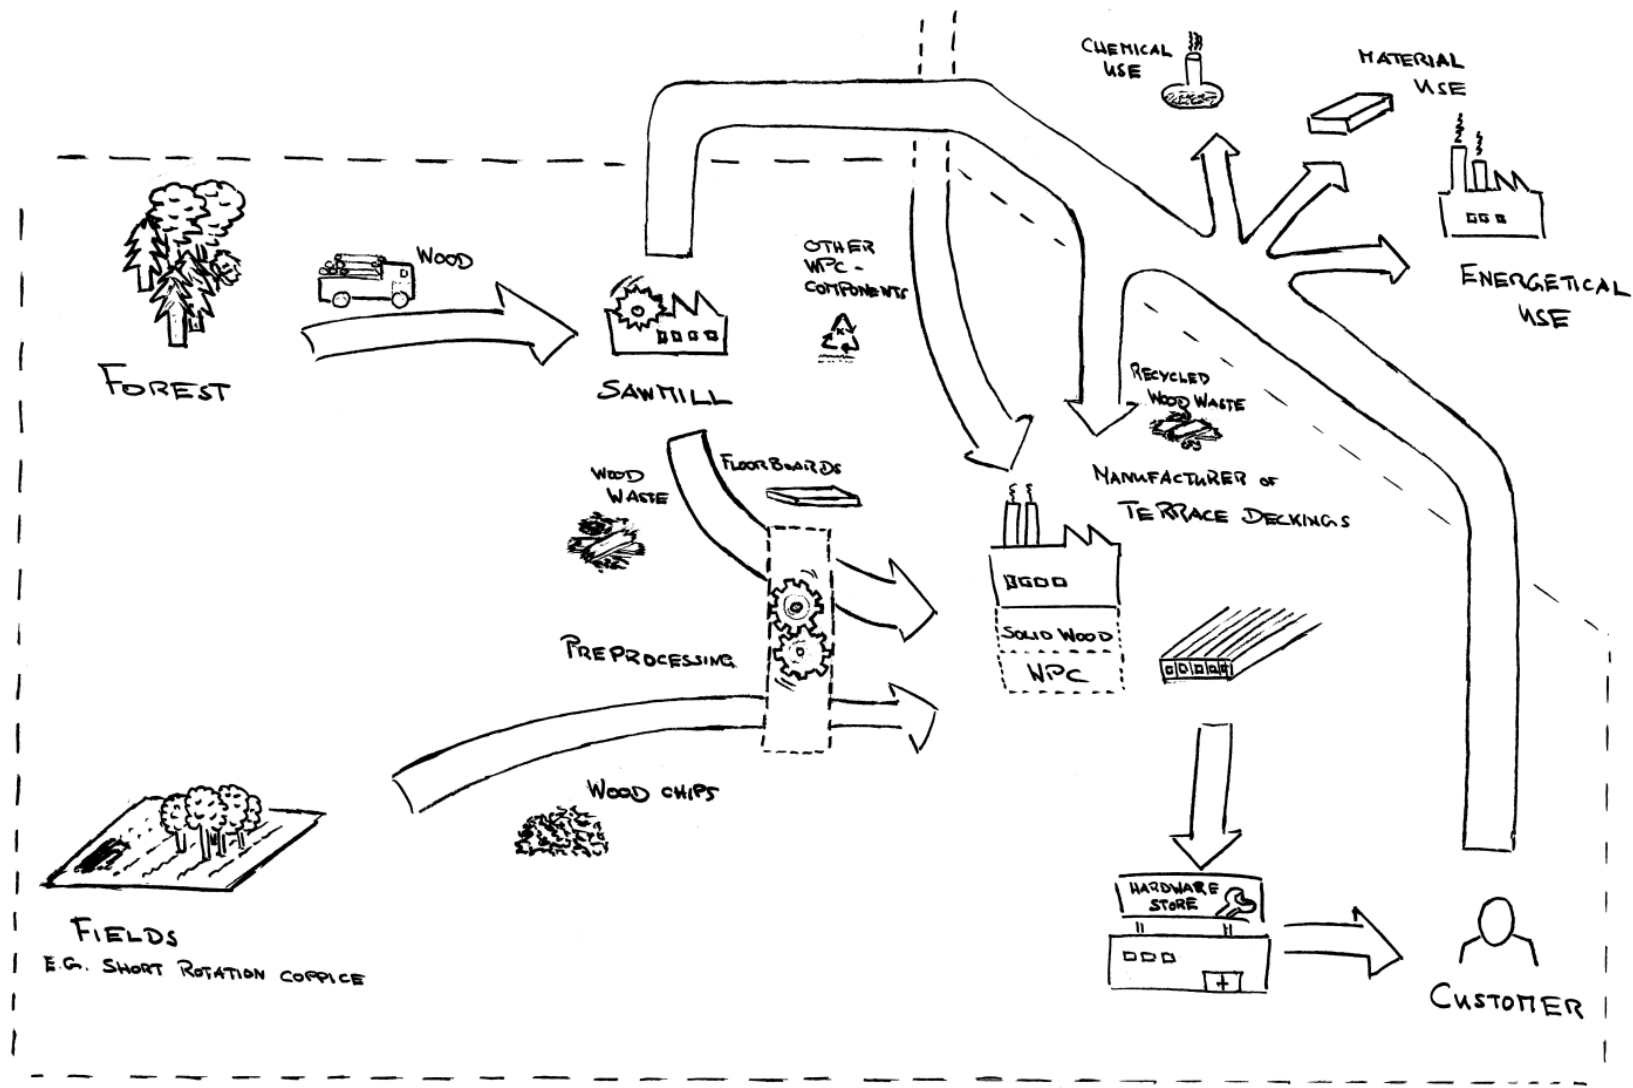 CHEMICAL
USE
MATERIAL
USE
ENERGETICAL
USE
WOOD
FOREST
SAWMILL
OTHER
WPC-
COMPONENTS
RECYCLED
WOOD WASTE
MANUFACTURER OF
TERRACE DECKINGS
FLOORBOARDS
WOOD
WASTE
PREPROCESSING
SOLID WOOD
WPC
WOOD CHIPS
FIELDS
E.G. SHORT ROTATION COPPICE
HARDWARE
STORE
CUSTOMER